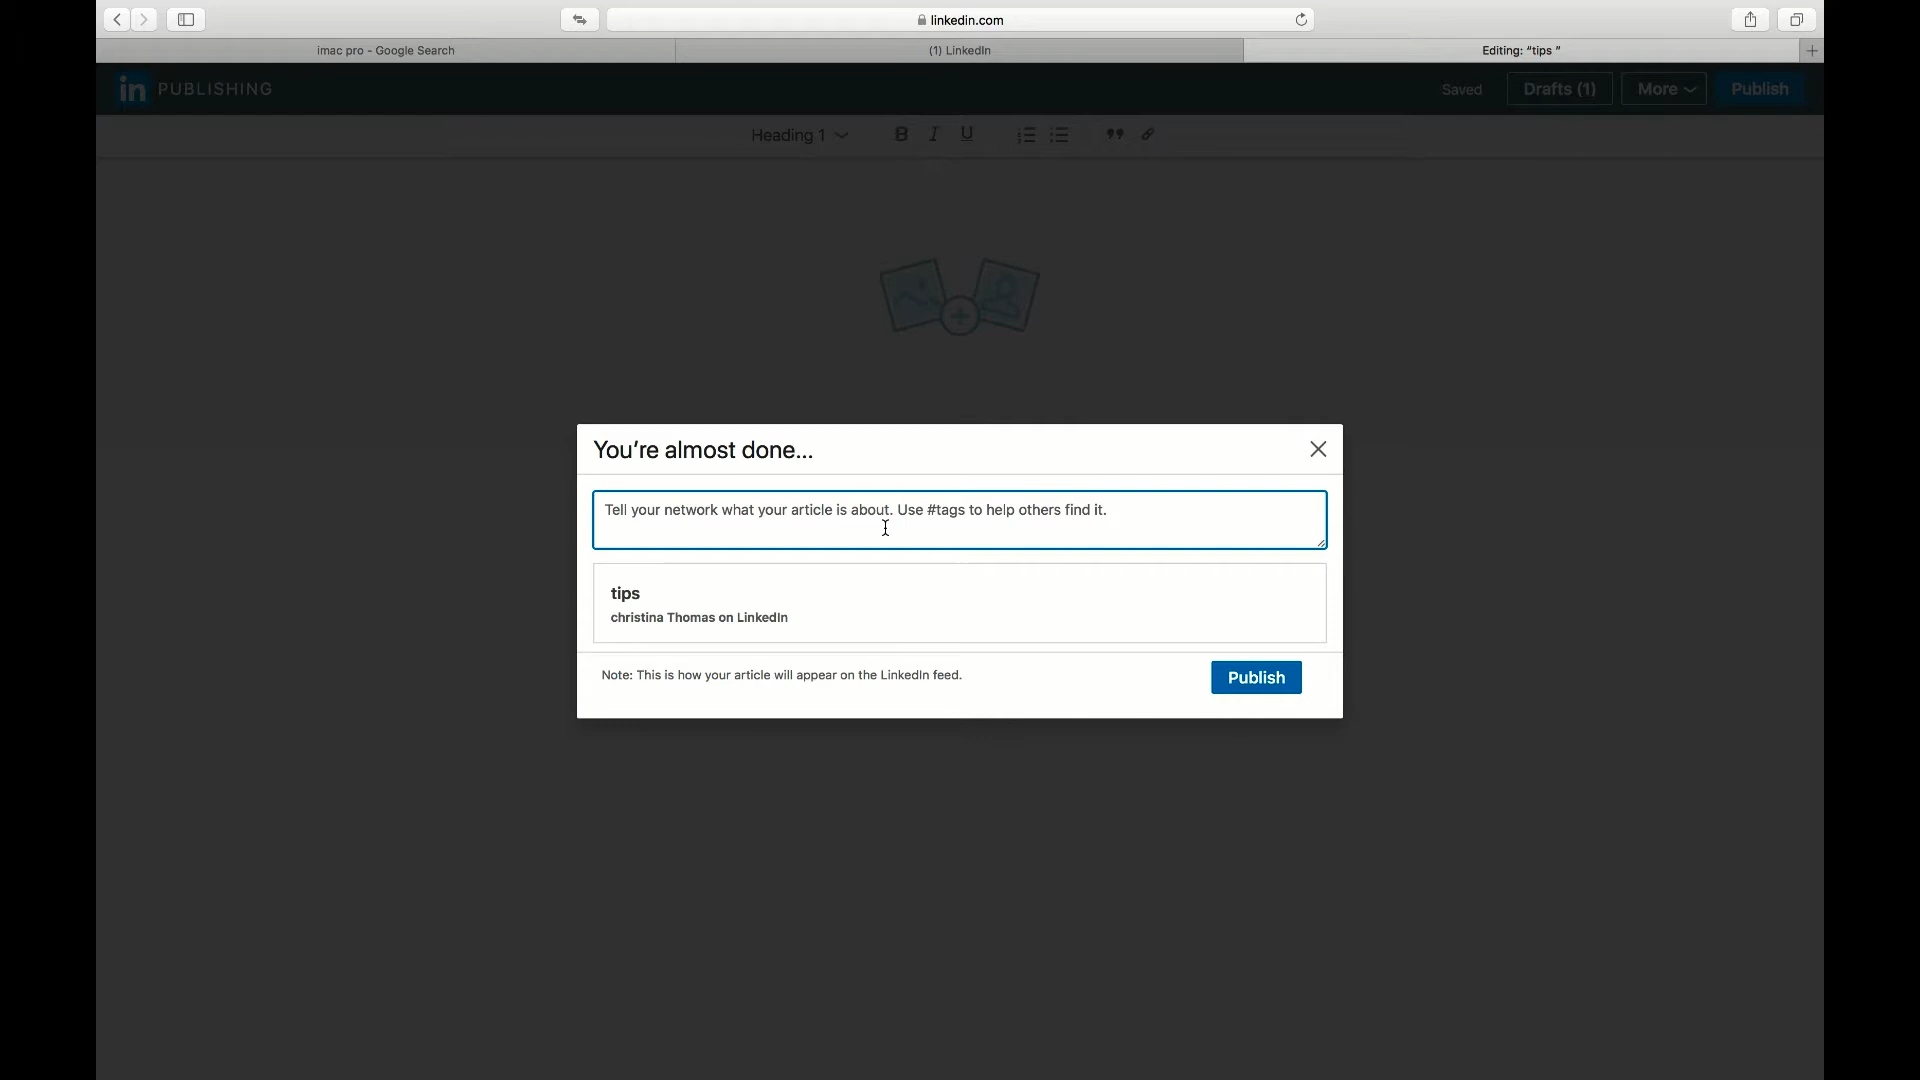 linkedin.com
imac pro - Google Search
(1) LinkedIn
Editing: “tips ”
in PUBLISHING
Saved
Drafts (1)
More
Publish
Heading 1
B I U
You're almost done...
Tell your network what your article is about. Use #tags to help others find it.
tips
christina Thomas on LinkedIn
Note: This is how your article will appear on the LinkedIn feed.
Publish